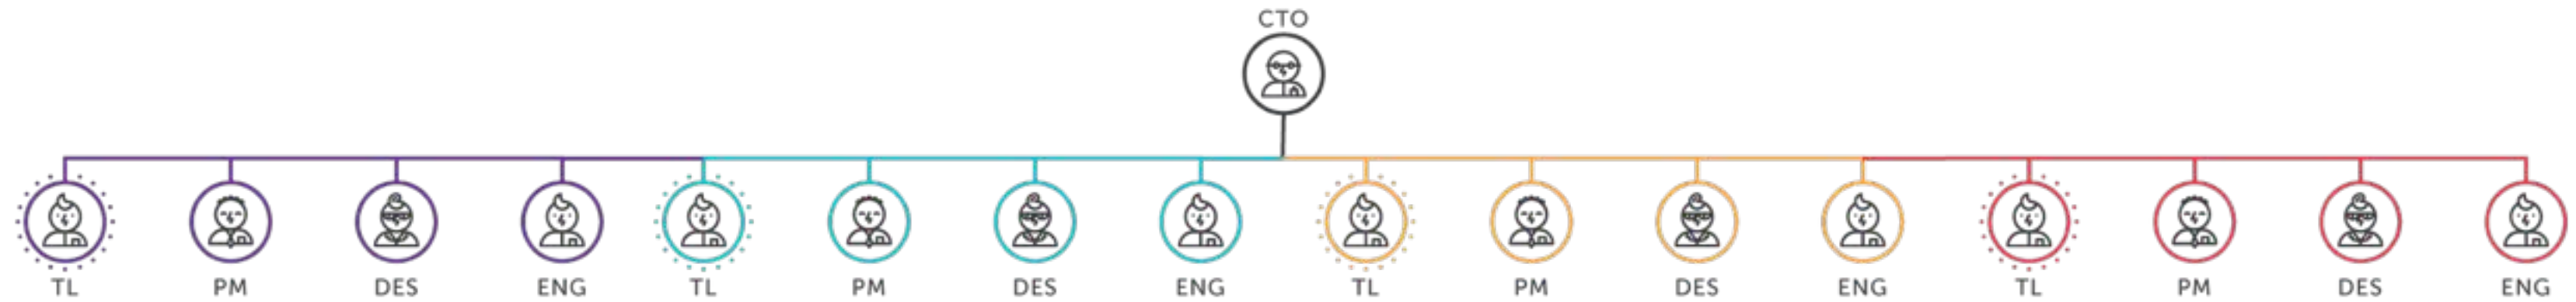 CTO
TL PM DES ENG TL PM DES ENG TL PM DES ENG TL PM DES ENG